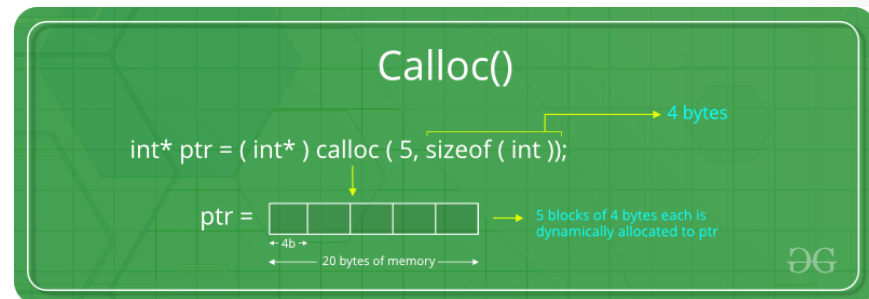 Calloc()
4 bytes
int* ptr = ( int* ) calloc ( 5, sizeof ( int ));
ptr =
5 blocks of 4 bytes each is
dynamically allocated to ptr
4b
20 bytes of memory
GG